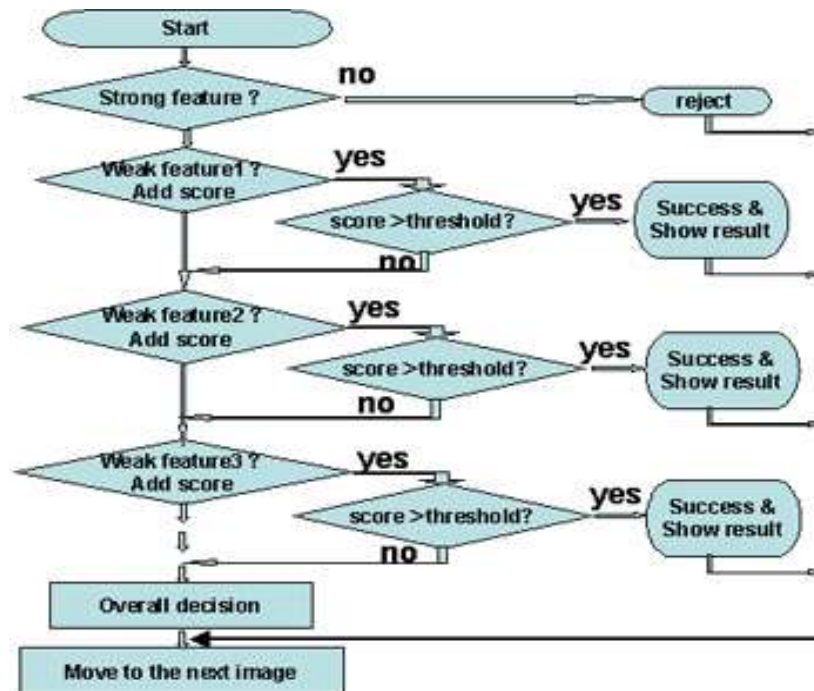 Start
Strong feature ?
no
reject
Weak feature1 ?
Add score
yes
score >threshold?
yes
Success &
Show result
no
Weak feature2 ?
Add score
yes
score >threshold?
yes
Success &
Show result
no
Weak feature3 ?
Add score
yes
score >threshold?
yes
Success &
Show result
no
Overall decision
Move to the next image